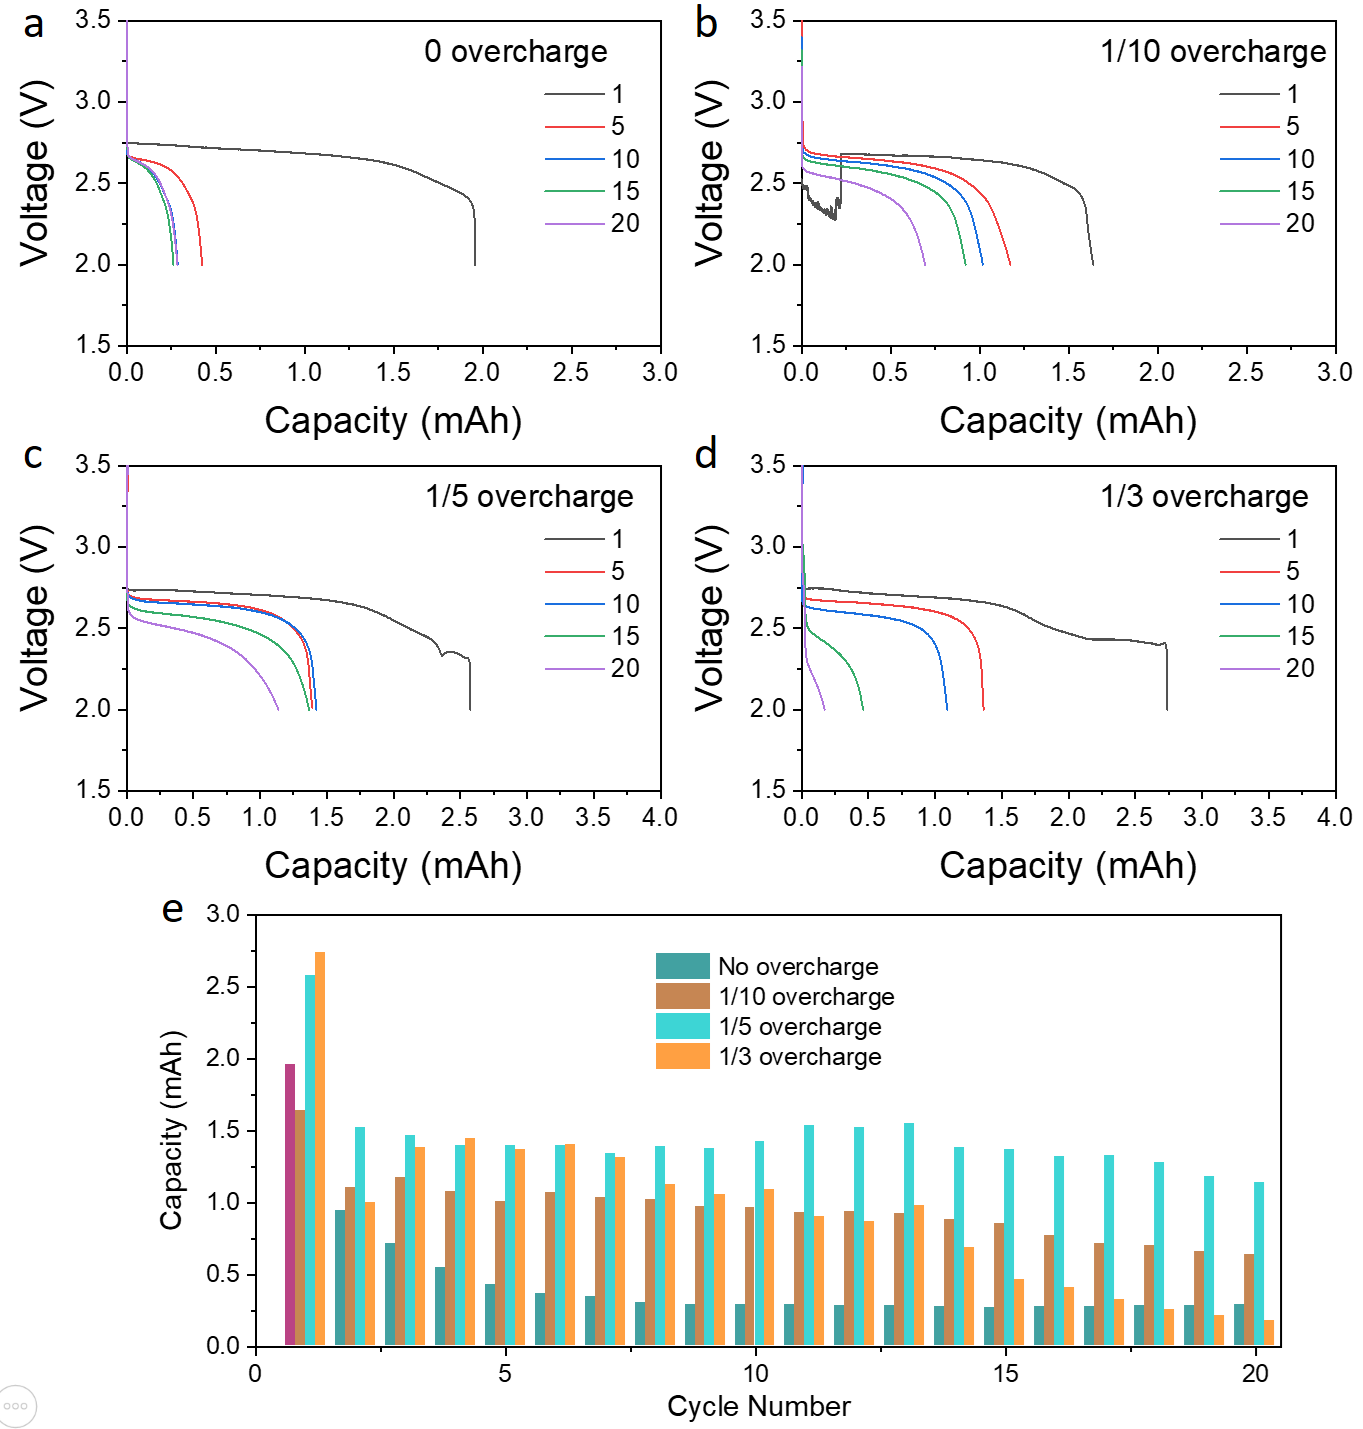 a
3.5
3.0
2.5
2.0
1.5
Voltage (V)
0 overcharge
1
5
10
15
20
0.0 0.5 1.0 1.5 2.0 2.5 3.0
Capacity (mAh)
b
3.5
3.0
2.5
2.0
1.5
Voltage (V)
1/10 overcharge
1
5
10
15
20
0.0 0.5 1.0 1.5 2.0 2.5 3.0
Capacity (mAh)
c
3.5
3.0
2.5
2.0
1.5
Voltage (V)
1/5 overcharge
1
5
10
15
20
0.0 0.5 1.0 1.5 2.0 2.5 3.0 3.5 4.0
Capacity (mAh)
d
3.5
3.0
2.5
2.0
1.5
Voltage (V)
1/3 overcharge
1
5
10
15
20
0.0 0.5 1.0 1.5 2.0 2.5 3.0 3.5 4.0
Capacity (mAh)
e
3.0
2.5
2.0
1.5
1.0
0.5
0.0
Capacity (mAh)
No overcharge
1/10 overcharge
1/5 overcharge
1/3 overcharge
0 5 10 15 20
Cycle Number